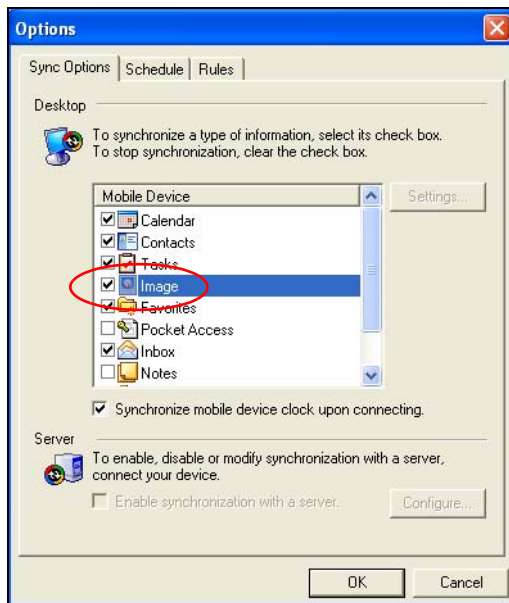 Options
Sync Options Schedule Rules
Desktop
To synchronize a type of information, select its check box.
To stop synchronization, clear the check box.
Mobile Device
Settings...
Calendar
Contacts
Tasks
Image
Favorites
Pocket Access
Inbox
Notes
Synchronize mobile device clock upon connecting.
Server
To enable, disable or modify synchronization with a server,
connect your device.
Enable synchronization with a server.
Configure...
OK Cancel